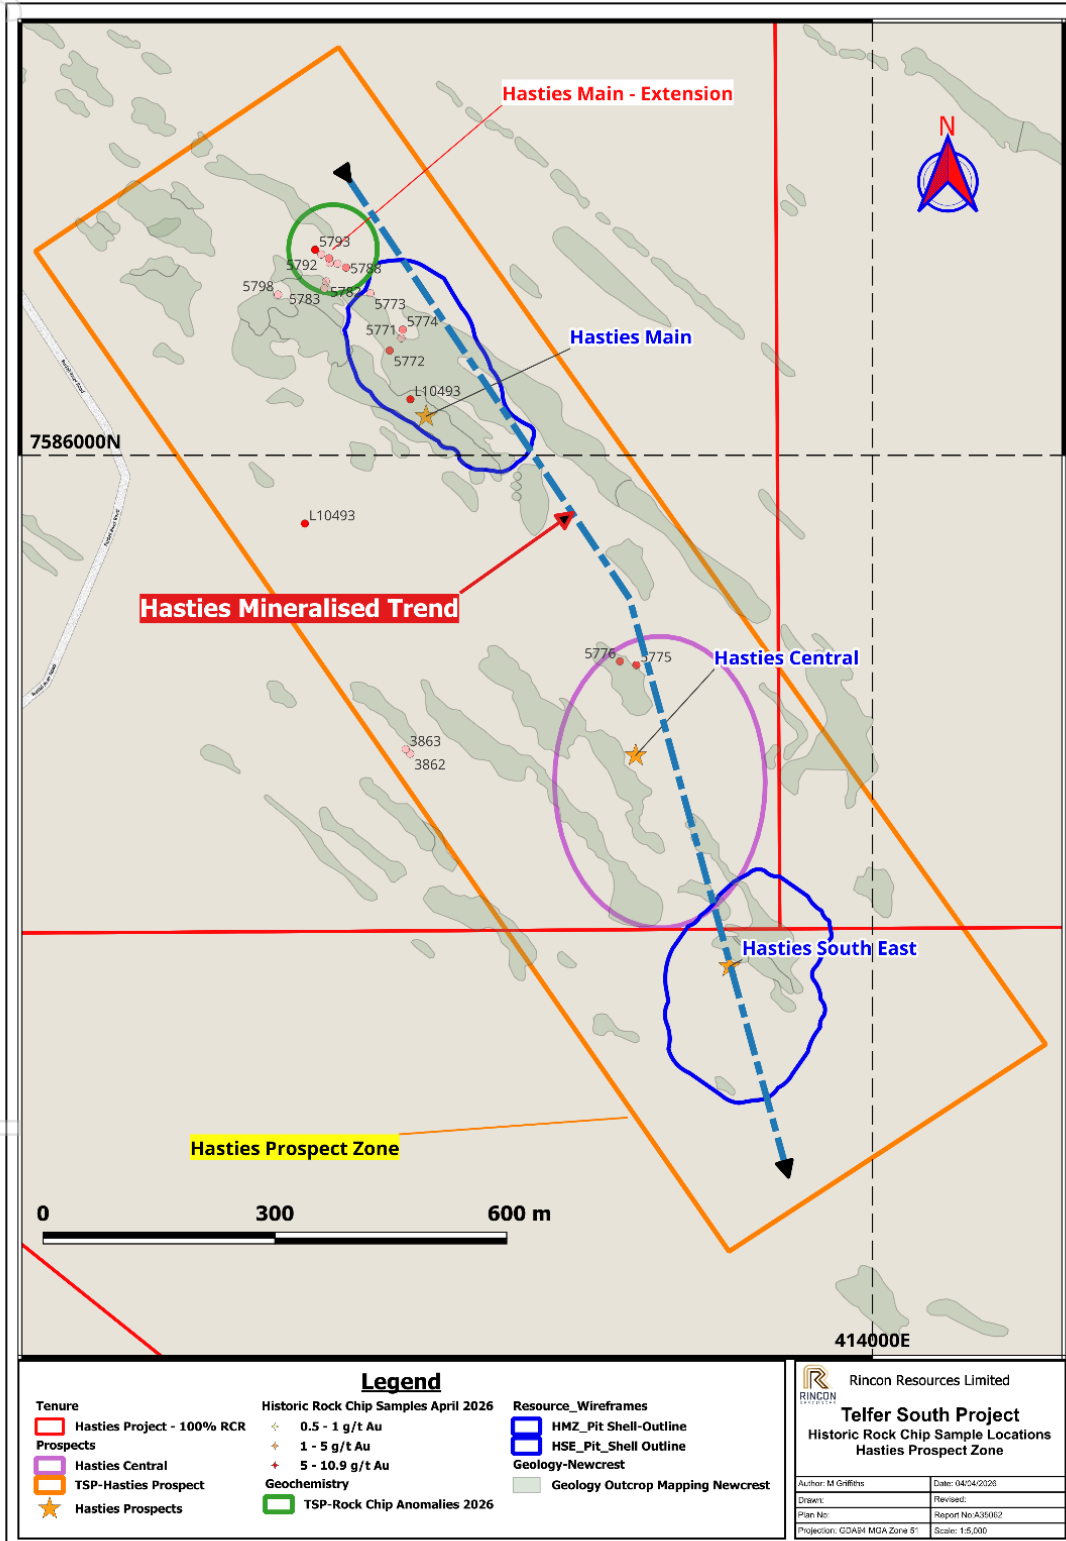 Hasties Main - Extension
N
5793
5792
5788
5798
5783
5782
5773
5774
5771
5772
Hasties Main
L10493
7586000N
L10493
Hasties Mineralised Trend
5776
5775
Hasties Central
3863
3862
Hasties South East
Hasties Prospect Zone
0 300 600 m
414000E
Legend
Tenure
Hasties Project - 100% RCR
Prospects
Hasties Central
TSP-Hasties Prospect
Hasties Prospects
Historic Rock Chip Samples April 2026
0.5 - 1 g/t Au
1 - 5 g/t Au
5 - 10.9 g/t Au
Geochemistry
TSP-Rock Chip Anomalies 2026
Resource_Wireframes
HMZ_Pit Shell-Outline
HSE_Pit_Shell Outline
Geology-Newcrest
Geology Outcrop Mapping Newcrest
RINCON
Rincon Resources Limited
Telfer South Project
Historic Rock Chip Sample Locations
Hasties Prospect Zone
Author: M Griffiths
Date: 04/04/2026
Drawn:
Revised:
Plan No:
Report No:A35062
Projection: GDA94 MGA Zone 51
Scale: 1:5,000